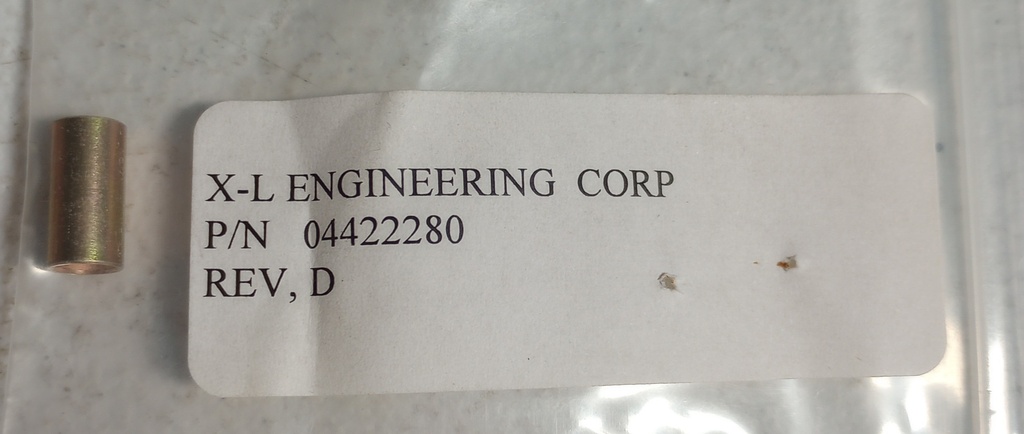 X-L ENGINEERING CORP
P/N 04422280
REV, D